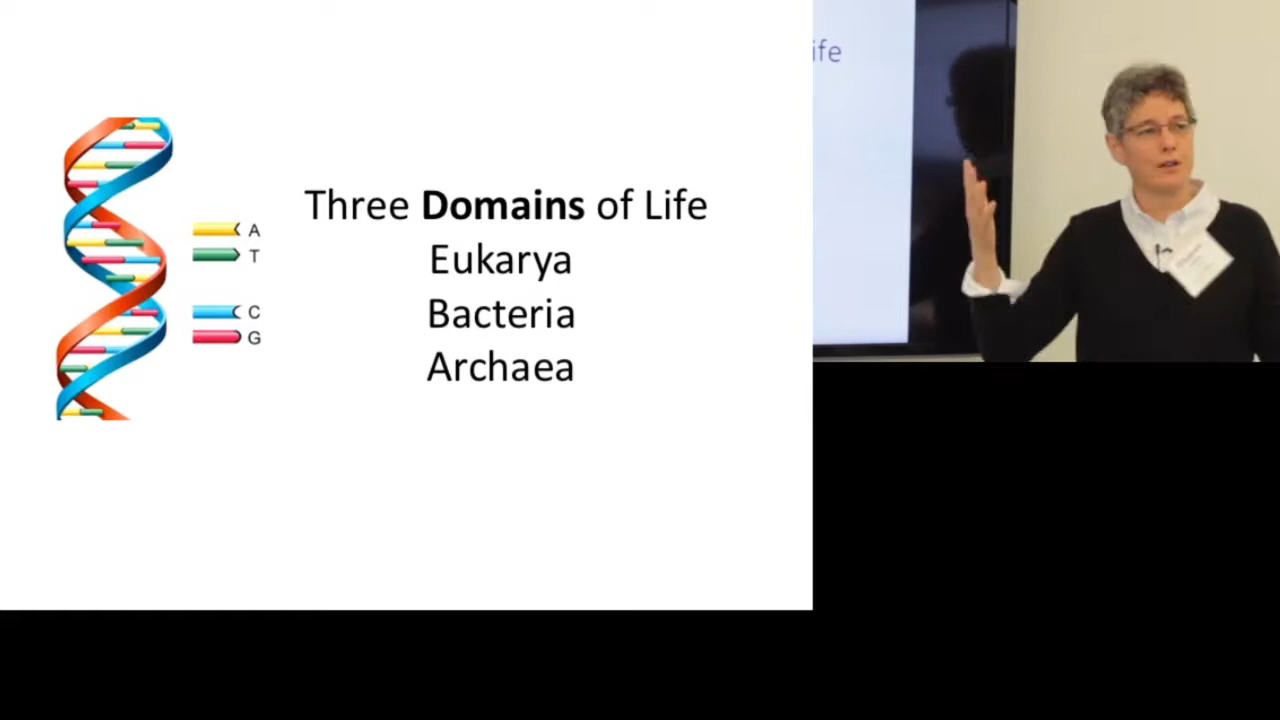 Three Domains of Life
Eukarya
Bacteria
Archaea
A
T
C
G
ife